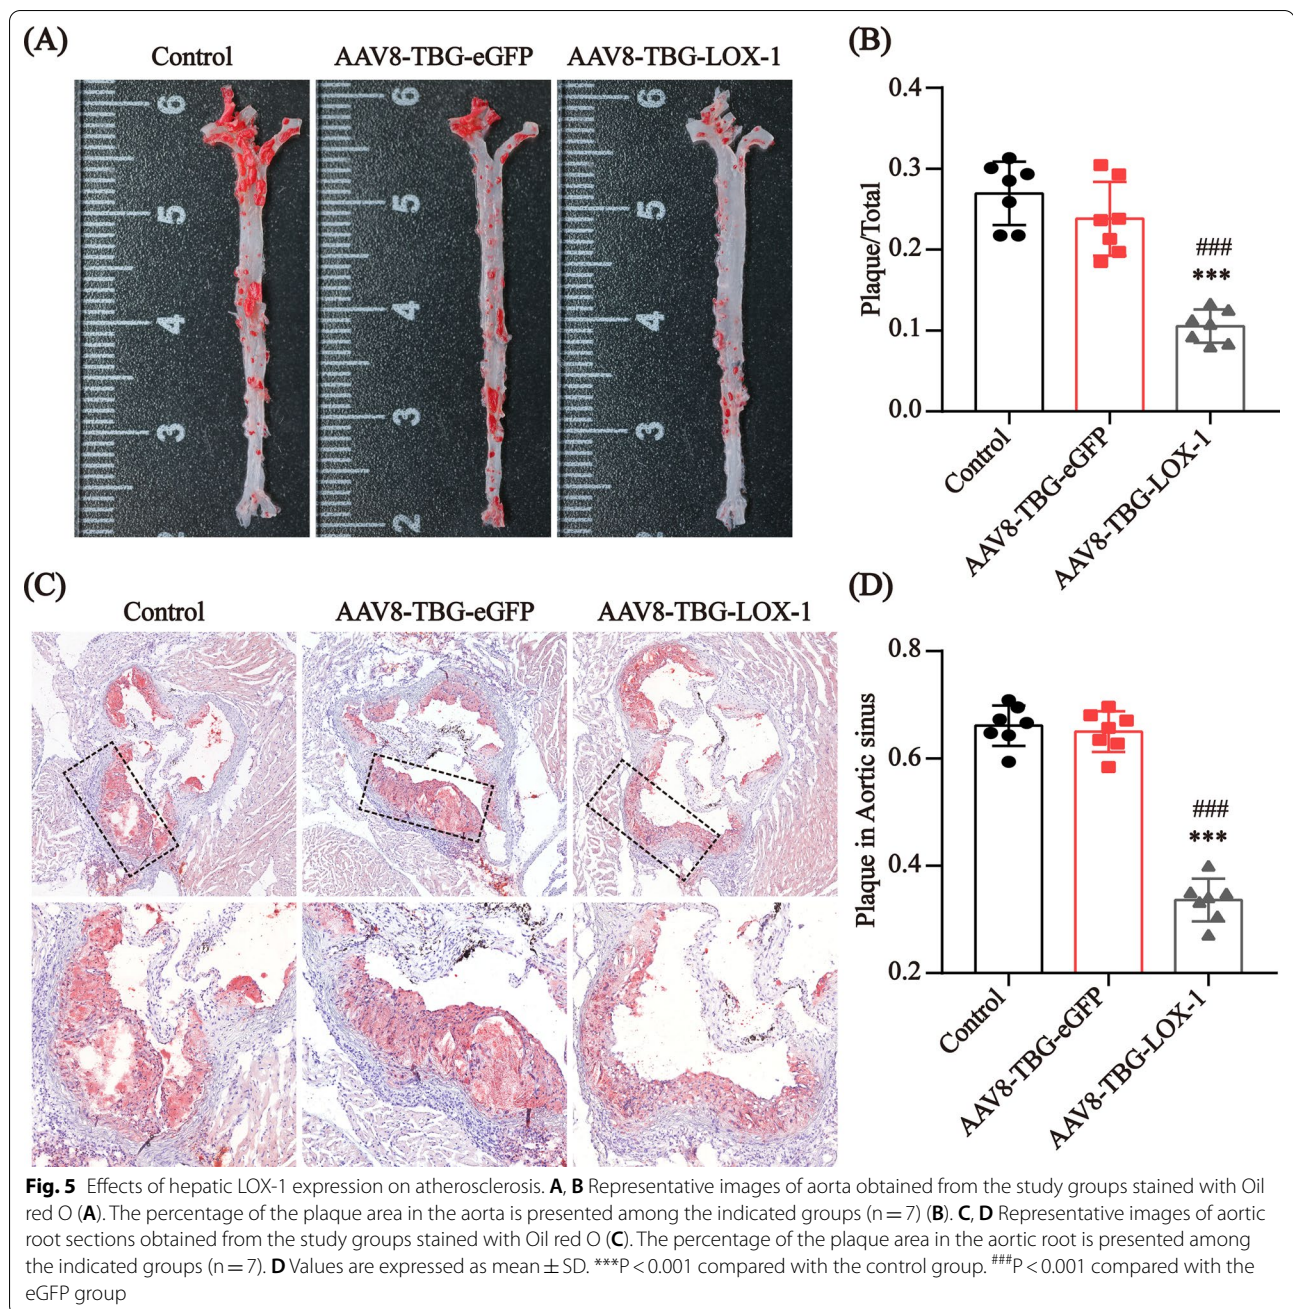 (A)
Control AAV8-TBG-eGFP AAV8-TBG-LOX-1
6 5 4 3
6 5 4 3 2
6 5 4 3
(B)
Plaque/Total
0.4
0.3
0.2
0.1
0.0
###
***
Control
AAV8-TBG-eGFP
AAV8-TBG-LOX-1
(C)
Control AAV8-TBG-eGFP AAV8-TBG-LOX-1
(D)
Plaque in Aortic sinus
0.8
0.6
0.4
0.2
###
***
Control
AAV8-TBG-eGFP
AAV8-TBG-LOX-1
Fig. 5 Effects of hepatic LOX-1 expression on atherosclerosis. A, B Representative images of aorta obtained from the study groups stained with Oil
red O (A). The percentage of the plaque area in the aorta is presented among the indicated groups (n = 7) (B). C, D Representative images of aortic
root sections obtained from the study groups stained with Oil red O (C). The percentage of the plaque area in the aortic root is presented among
the indicated groups (n = 7). D Values are expressed as mean ± SD. ***P < 0.001 compared with the control group. ###P < 0.001 compared with the
eGFP group